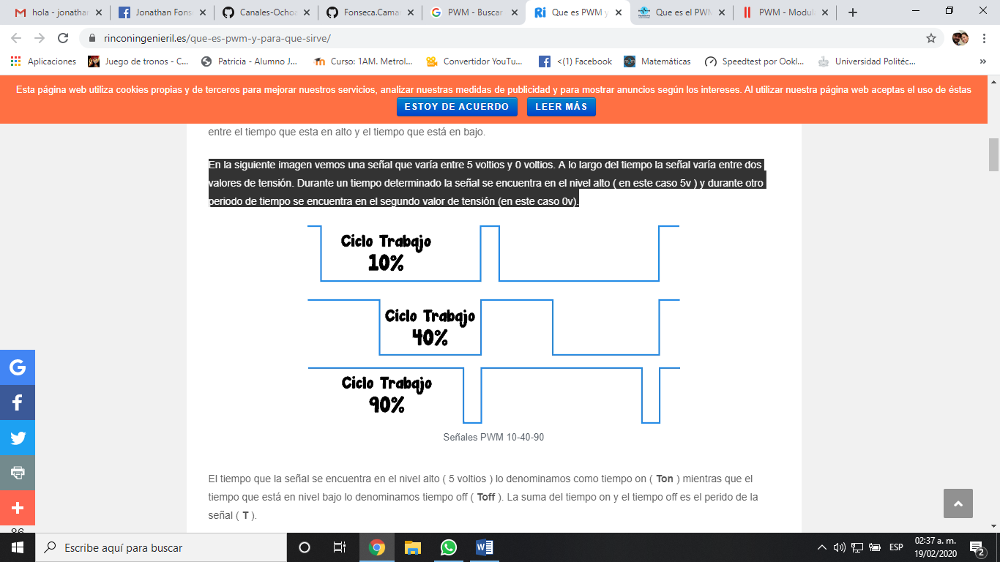 hola - jonathan
Jonathan Fons
Canales-Ochoa
Fonseca.Camar
PWM - Buscar
Que es PWM y
Que es el PWM
PWM - Modula
rinconingenieril.es/que-es-pwm-y-para-que-sirve/
Aplicaciones
Juego de tronos - C...
Patricia - Alumno J...
Curso: 1AM. Metrol...
Convertidor YouTu...
<(1) Facebook
Matemáticas
Speedtest por Ookl...
Universidad Politéc...
»
Esta página web utiliza cookies propias y de terceros para mejorar nuestros servicios, analizar nuestras medidas de publicidad y para mostrar anuncios según los intereses. Al utilizar nuestra página web aceptas el uso de éstas
ESTOY DE ACUERDO
LEER MÁS
entre el tiempo que esta en alto y el tiempo que está en bajo.
En la siguiente imagen vemos una señal que varía entre 5 voltios y 0 voltios. A lo largo del tiempo la señal varía entre dos
valores de tensión. Durante un tiempo determinado la señal se encuentra en el nivel alto ( en este caso 5v ) y durante otro
periodo de tiempo se encuentra en el segundo valor de tensión (en este caso 0v).
Ciclo Trabajo
10%
Ciclo Trabajo
40%
Ciclo Trabajo
90%
Señales PWM 10-40-90
El tiempo que la señal se encuentra en el nivel alto ( 5 voltios ) lo denominamos como tiempo on ( Ton ) mientras que el
tiempo que está en nivel bajo lo denominamos tiempo off ( Toff ). La suma del tiempo on y el tiempo off es el perido de la
señal ( T ).
86
Escribe aquí para buscar
ESP
02:37 a. m.
19/02/2020
2